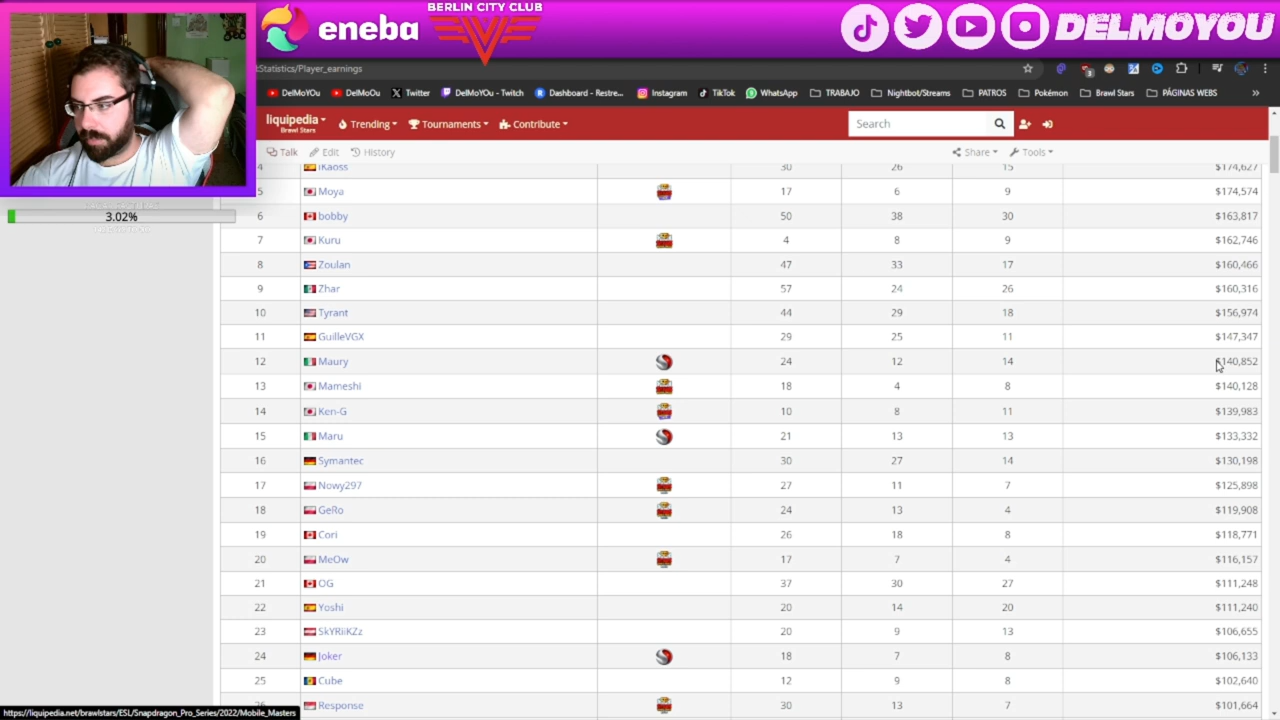 BERLIN CITY CLUB
eneba
DELMOYOU
:Statistics/Player_earnings
DelMoYOu DelMoOu Twitter DelMoYOu - Twitch Dashboard - Restre... Instagram TikTok WhatsApp TRABAJO Nightbot/Streams PATROS Pokémon Brawl Stars PÁGINAS WEBS »
liquipedia Brawl Stars Trending Tournaments Contribute Search
Talk Edit History Share Tools
4 iKaoss 30 26 15 $174,627
5 Moya 17 6 9 $174,574
3.02%
6 bobby 50 38 30 $163,817
7 Kuru 4 8 9 $162,746
8 Zoulan 47 33 17 $160,466
9 Zhar 57 24 26 $160,316
10 Tyrant 44 29 18 $156,974
11 GuilleVGX 29 25 11 $147,347
12 Maury 24 12 14 $140,852
13 Mameshi 18 4 8 $140,128
14 Ken-G 10 8 11 $139,983
15 Maru 21 13 13 $133,332
16 Symantec 30 27 14 $130,198
17 Nowy297 27 11 7 $125,898
18 GeRo 24 13 4 $119,908
19 Cori 26 18 8 $118,771
20 MeOw 17 7 4 $116,157
21 OG 37 30 27 $111,248
22 Yoshi 20 14 20 $111,240
23 SkYRiiKZz 20 9 13 $106,655
24 Joker 18 7 8 $106,133
25 Cube 12 9 8 $102,640
26 Response 30 13 7 $101,664
https://liquipedia.net/brawlstars/ESL/Snapdragon_Pro_Series/2022/Mobile_Masters